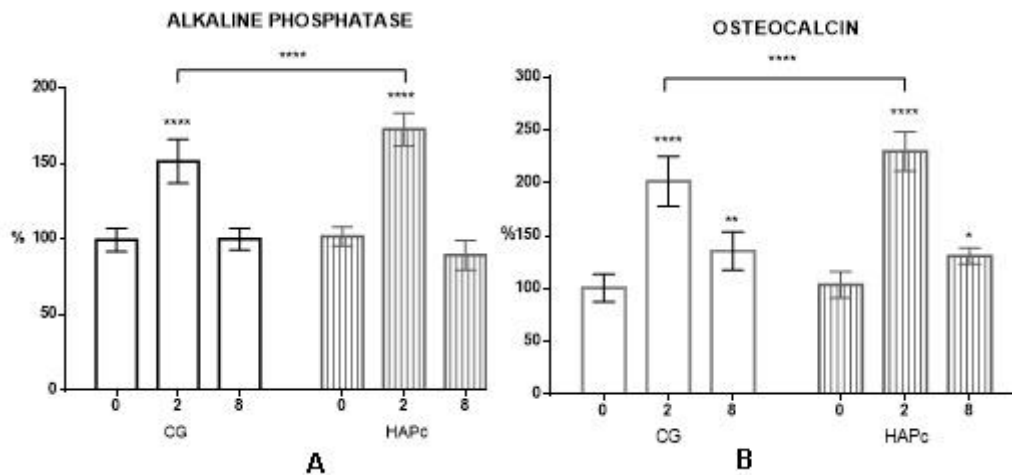 ALKALINE PHOSPHATASE
****
200
****
****
150
%
100
50
0
0 2 8 0 2 8
CG HAPc
A
OSTEOCALCIN
300
****
250
****
****
200
**
*
%150
100
50
0
0 2 8 0 2 8
CG HAPc
B